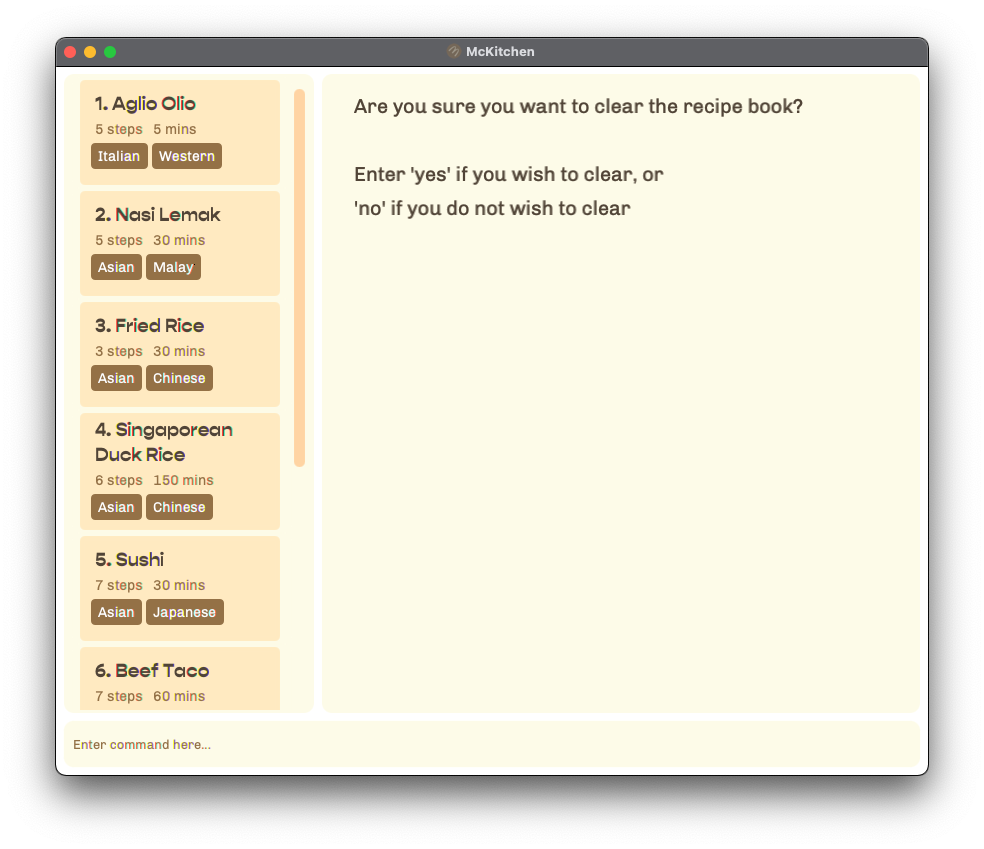 McKitchen
1. Aglio Olio
5 steps 5 mins
Italian Western
2. Nasi Lemak
5 steps 30 mins
Asian Malay
3. Fried Rice
3 steps 30 mins
Asian Chinese
4. Singaporean
Duck Rice
6 steps 150 mins
Asian Chinese
5. Sushi
7 steps 30 mins
Asian Japanese
6. Beef Taco
7 steps 60 mins
Are you sure you want to clear the recipe book?
Enter 'yes' if you wish to clear, or
'no' if you do not wish to clear
Enter command here...